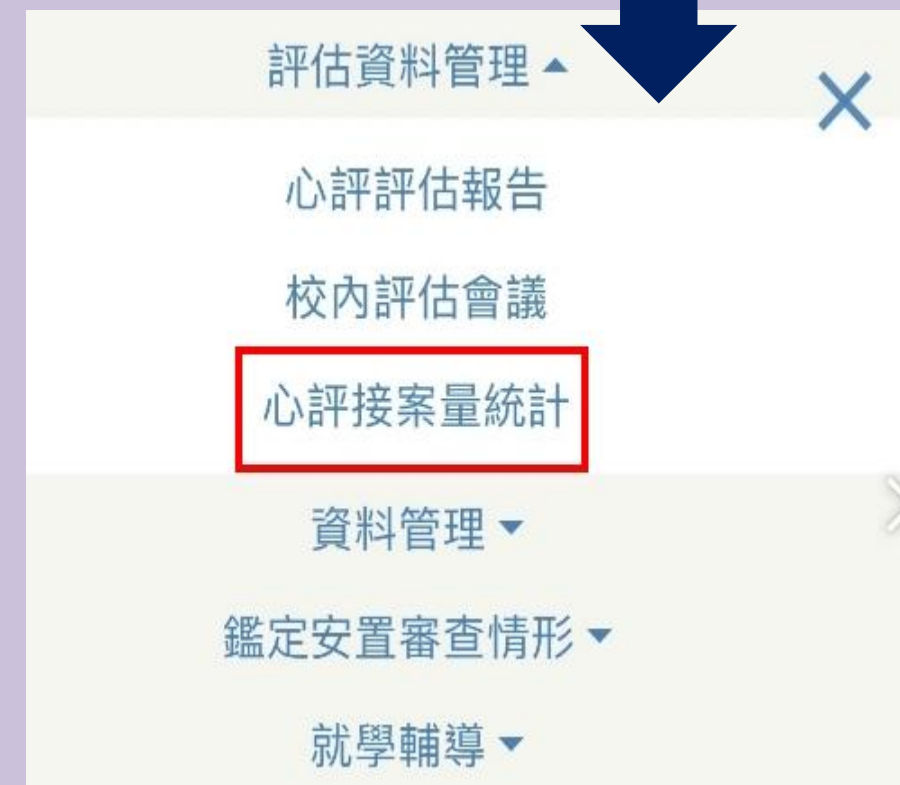 評估資料管理 ▲
心評評估報告
校內評估會議
心評接案量統計
資料管理 ▼
鑑定安置審查情形 ▼
就學輔導 ▼